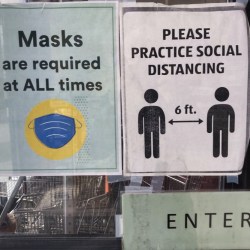 Masks
are required
at ALL times
PLEASE
PRACTICE SOCIAL
DISTANCING
6 ft.
ENTER